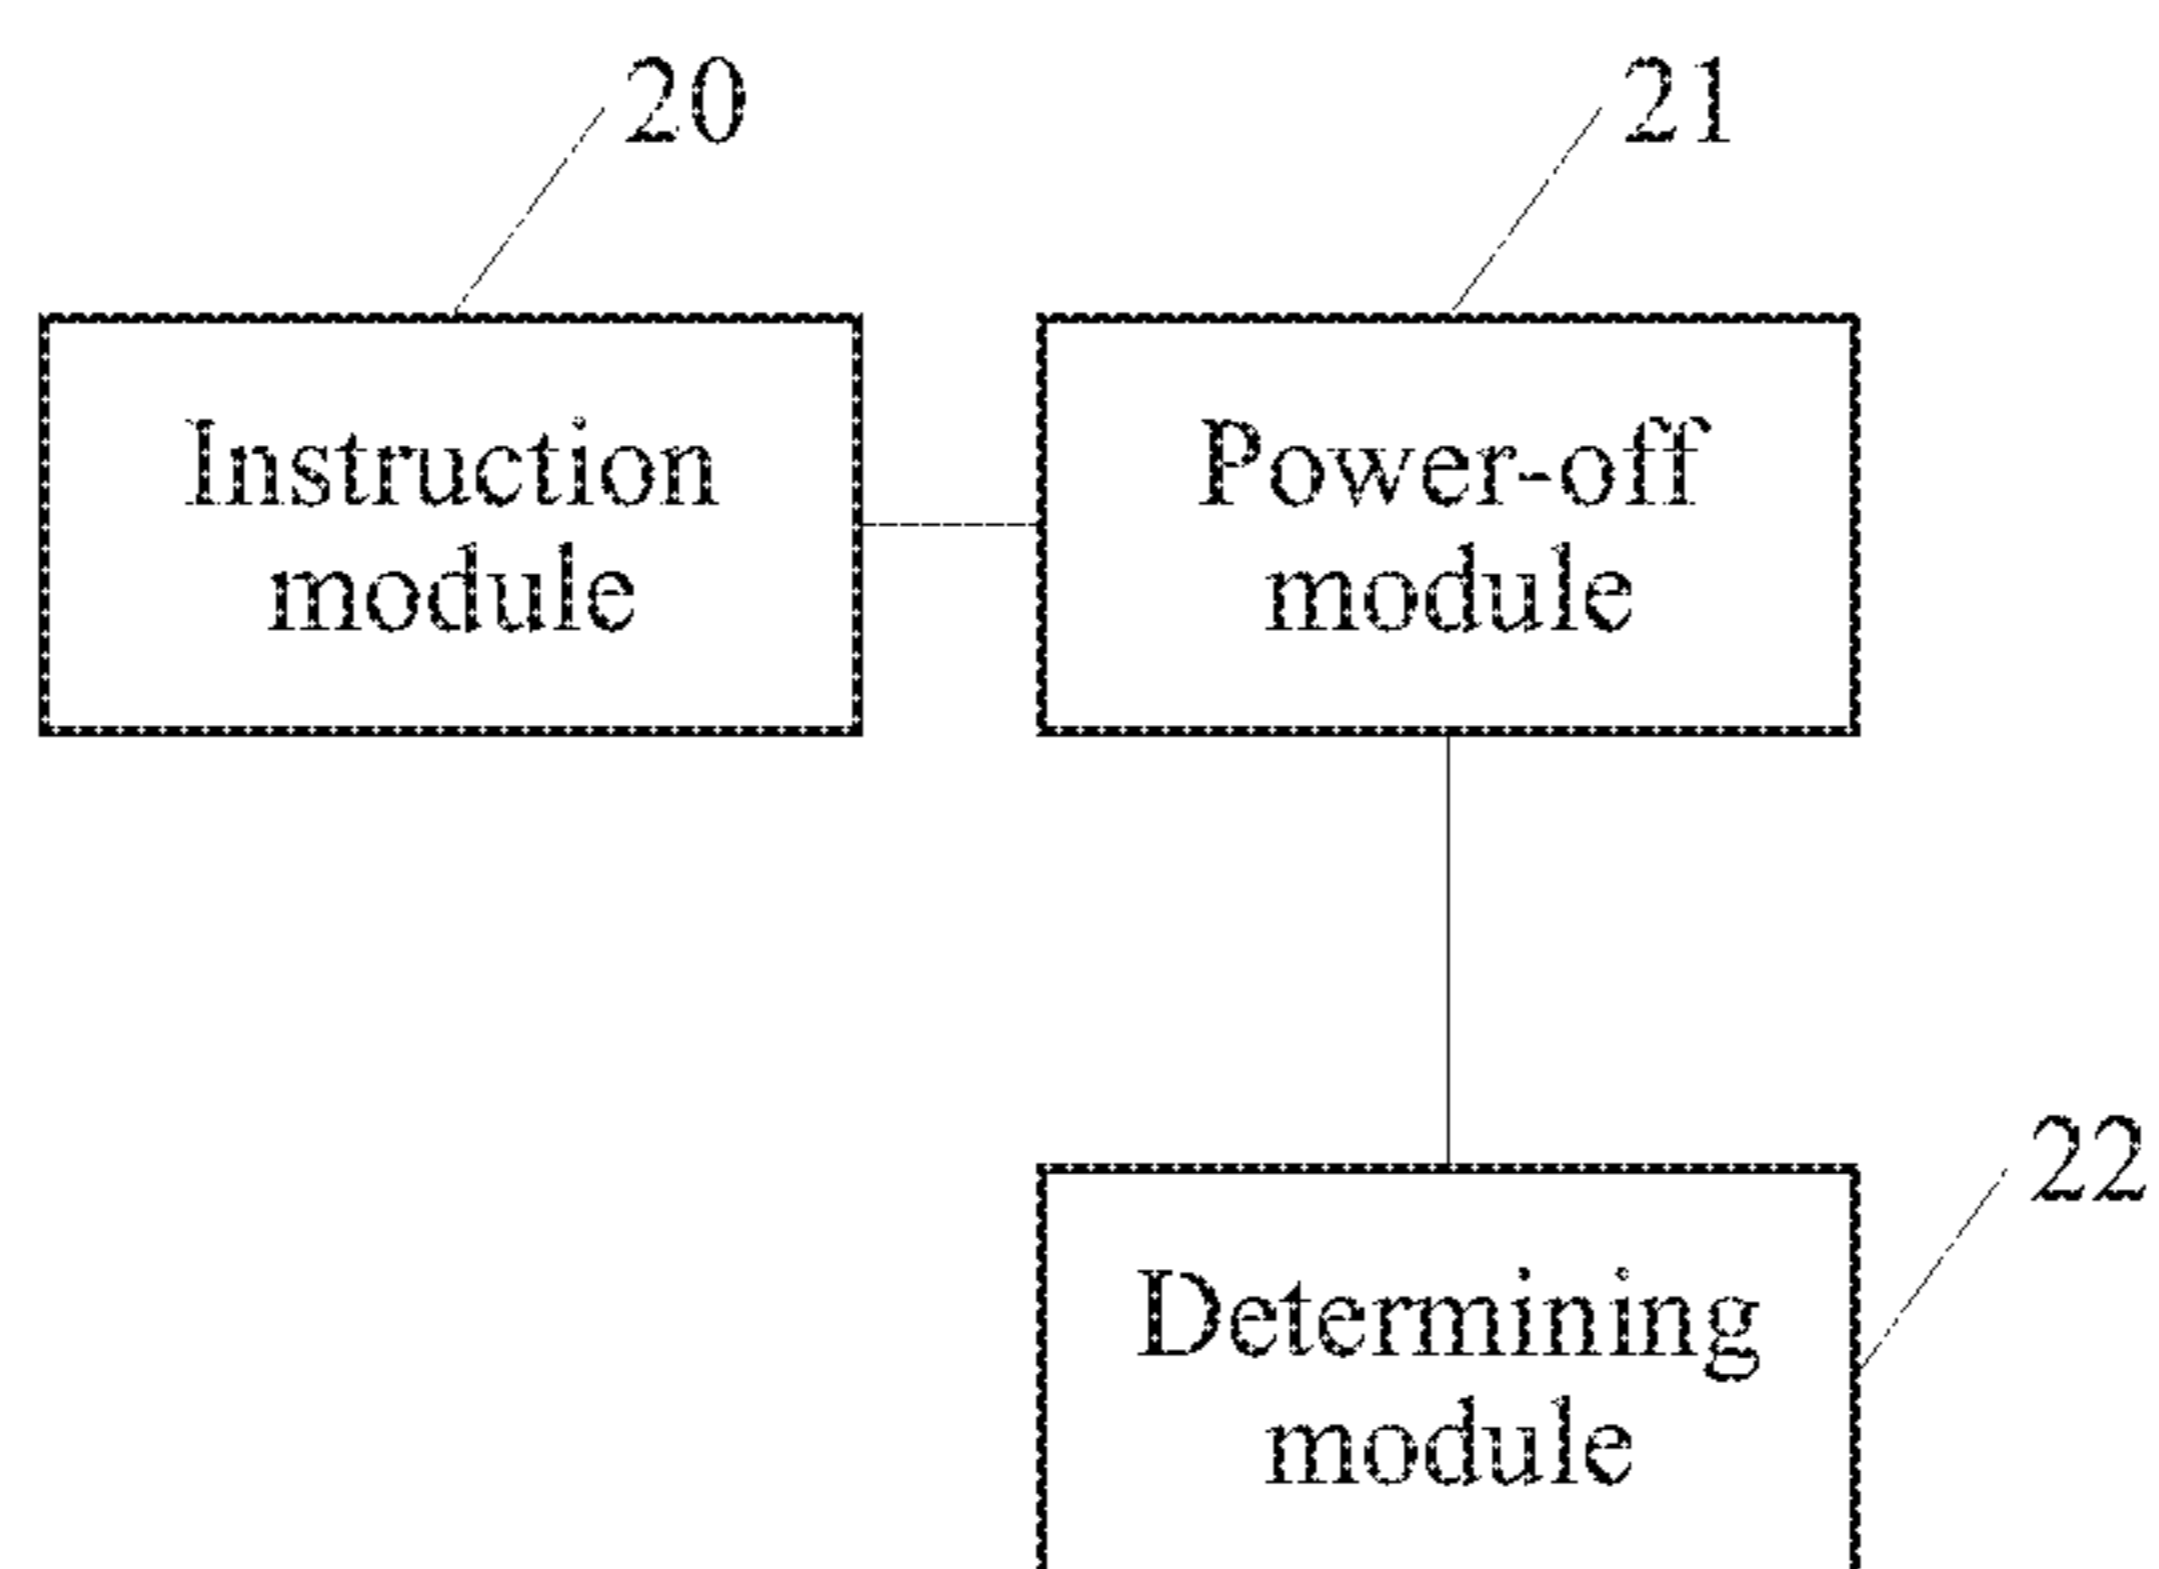 20
21
Instruction
module
Power-off
module
22
Determining
module